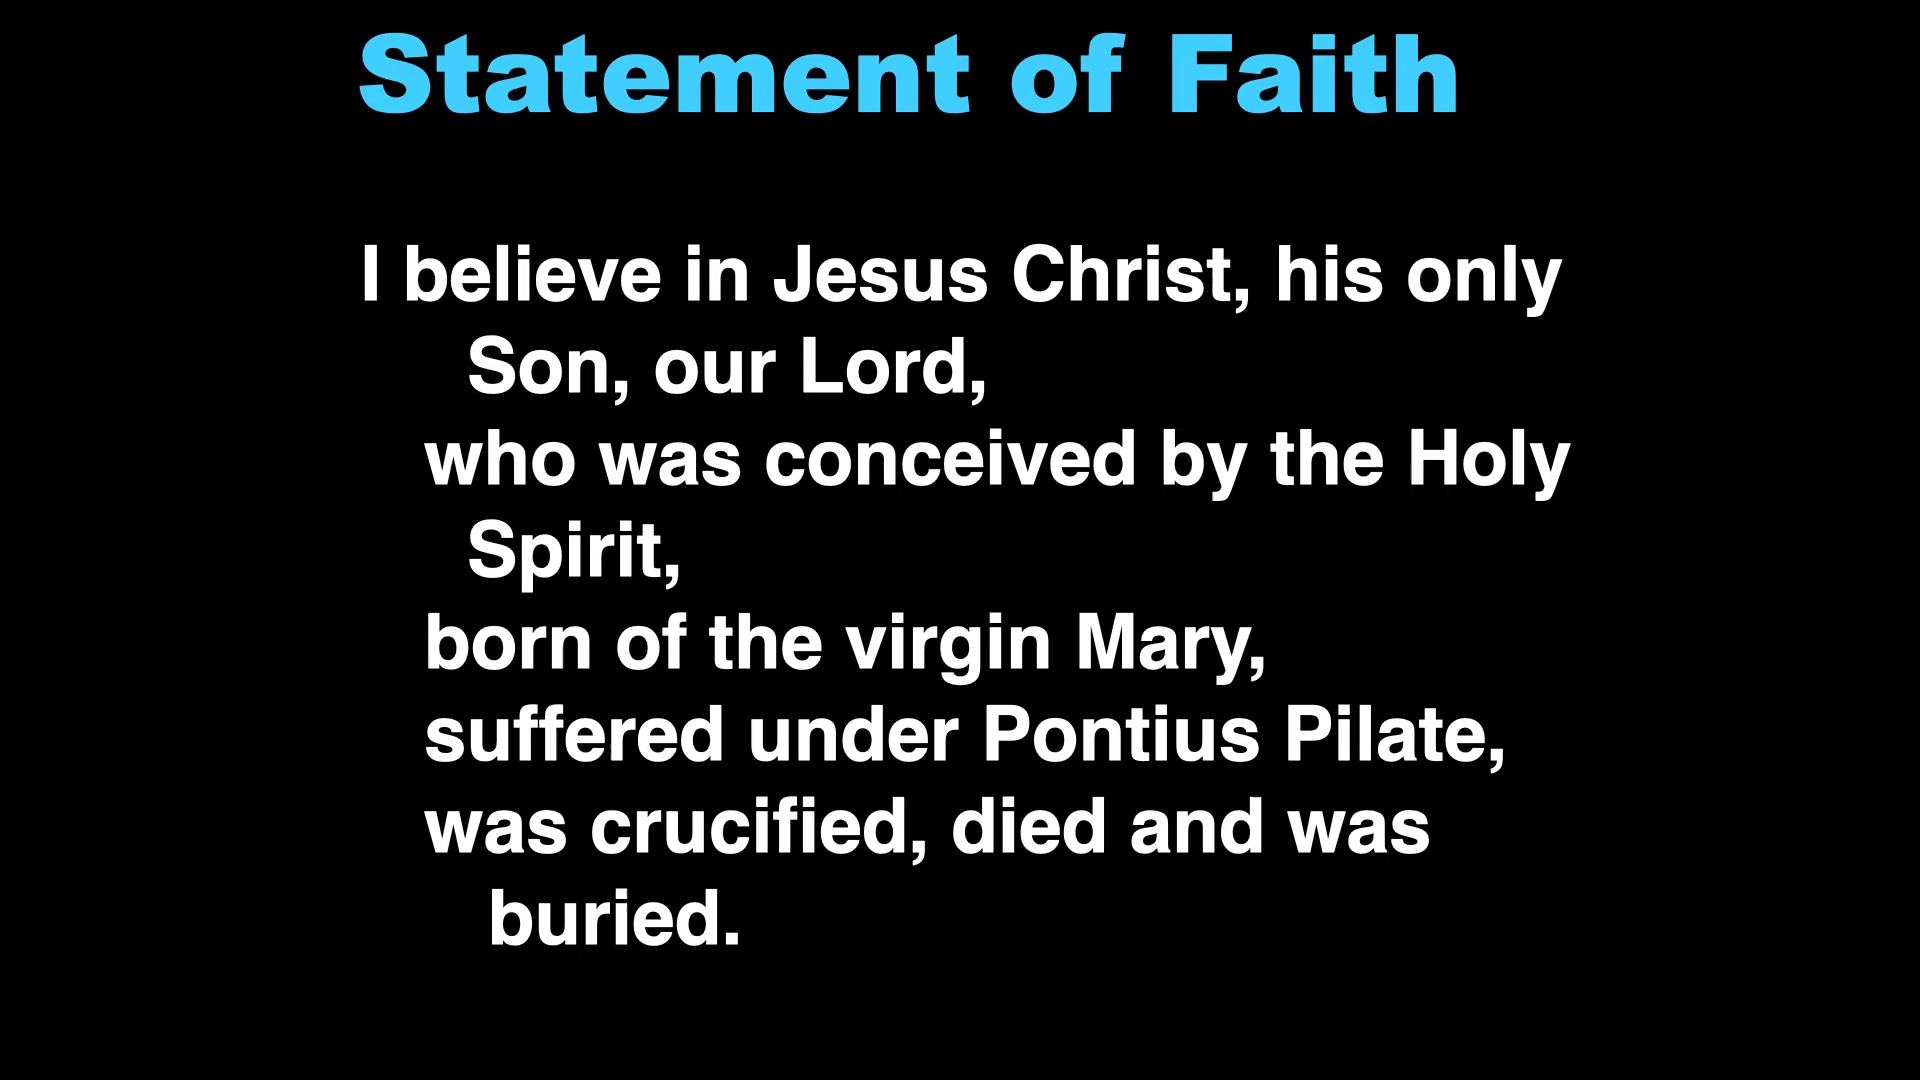 Statement of Faith
I believe in Jesus Christ, his only
Son, our Lord,
who was conceived by the Holy
Spirit,
born of the virgin Mary,
suffered under Pontius Pilate,
was crucified, died and was
buried.